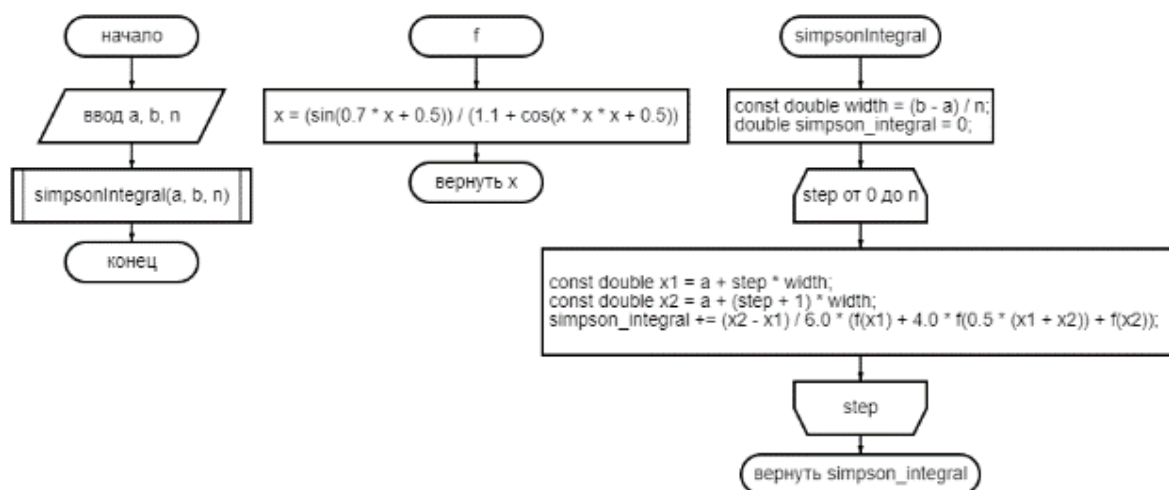 начало
ввод a, b, n
simpsonIntegral(a, b, n)
конец
f
x = (sin(0.7 * x + 0.5)) / (1.1 + cos(x * x * x + 0.5))
вернуть x
simpsonIntegral
const double width = (b - a) / n;
double simpson_integral = 0;
step от 0 до n
const double x1 = a + step * width;
const double x2 = a + (step + 1) * width;
simpson_integral += (x2 - x1) / 6.0 * (f(x1) + 4.0 * f(0.5 * (x1 + x2)) + f(x2));
step
вернуть simpson_integral